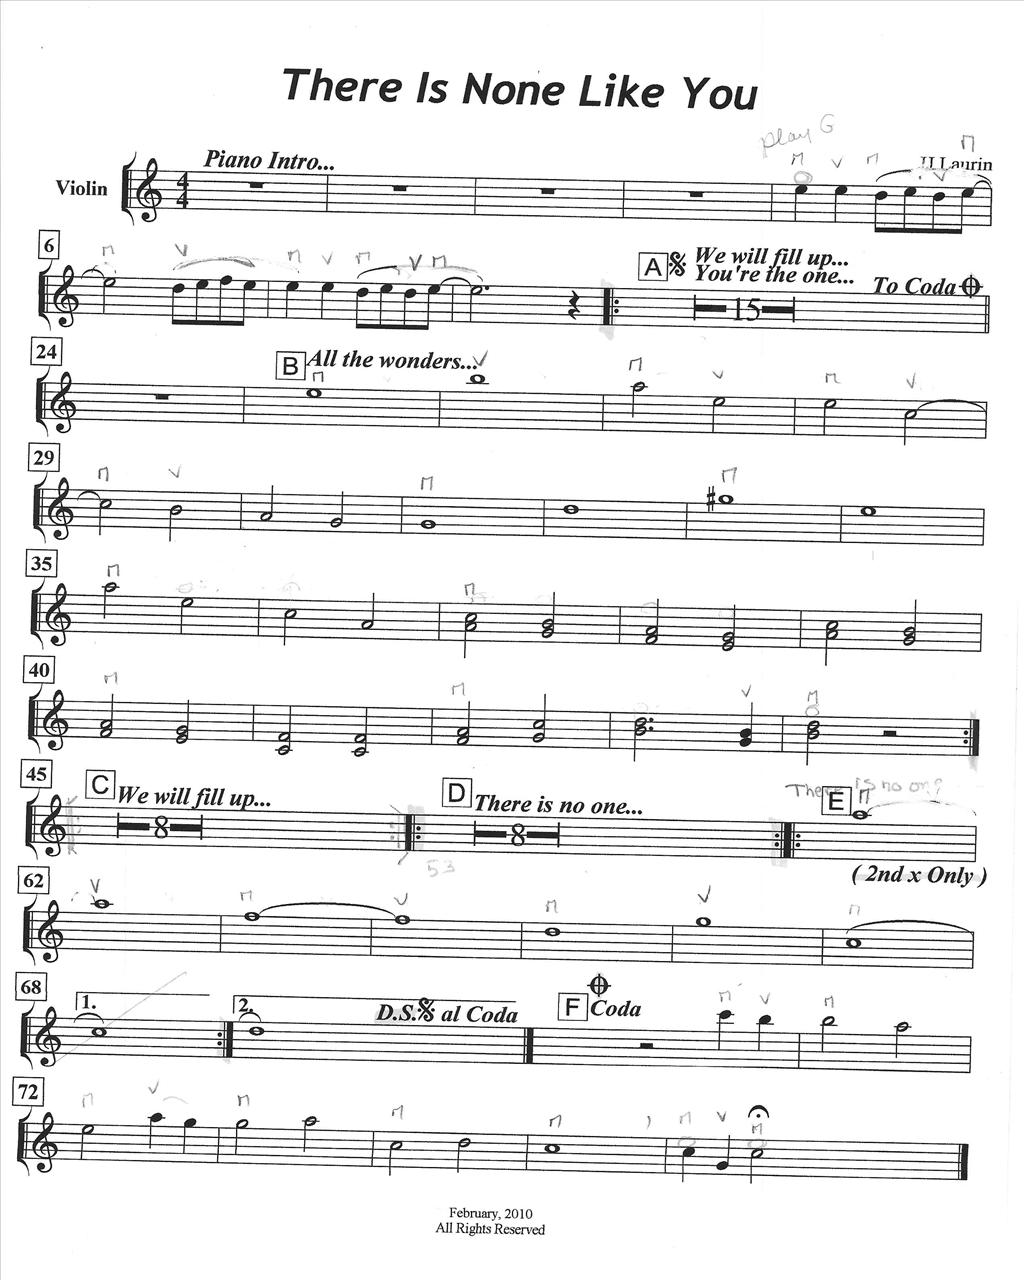 There Is None Like You
play G
Piano Intro...
JJ Laurin
Violin
4
4
6
A We will fill up...
You're the one... To Coda
15
24
B All the wonders...
29
35
40
45
C We will fill up...
D There is no one...
There is no one?
E
8
8
53
( 2nd x Only )
62
68
1.
2.
D.S. al Coda
F Coda
72
February, 2010
All Rights Reserved